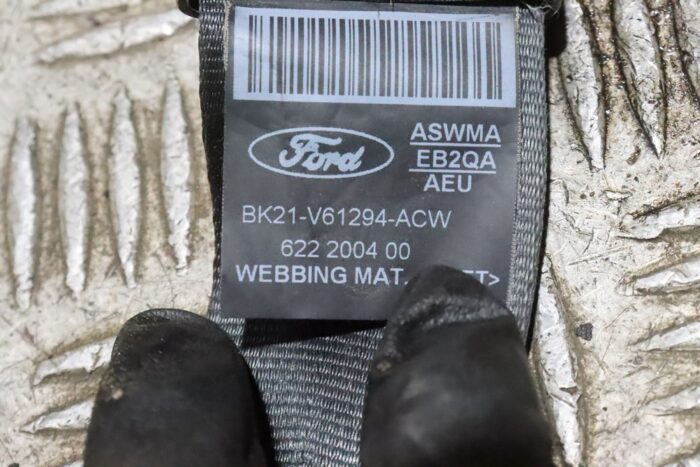 Ford
ASWMA
EB2QA
AEU
BK21-V61294-ACW
622 2004 00
WEBBING MAT.